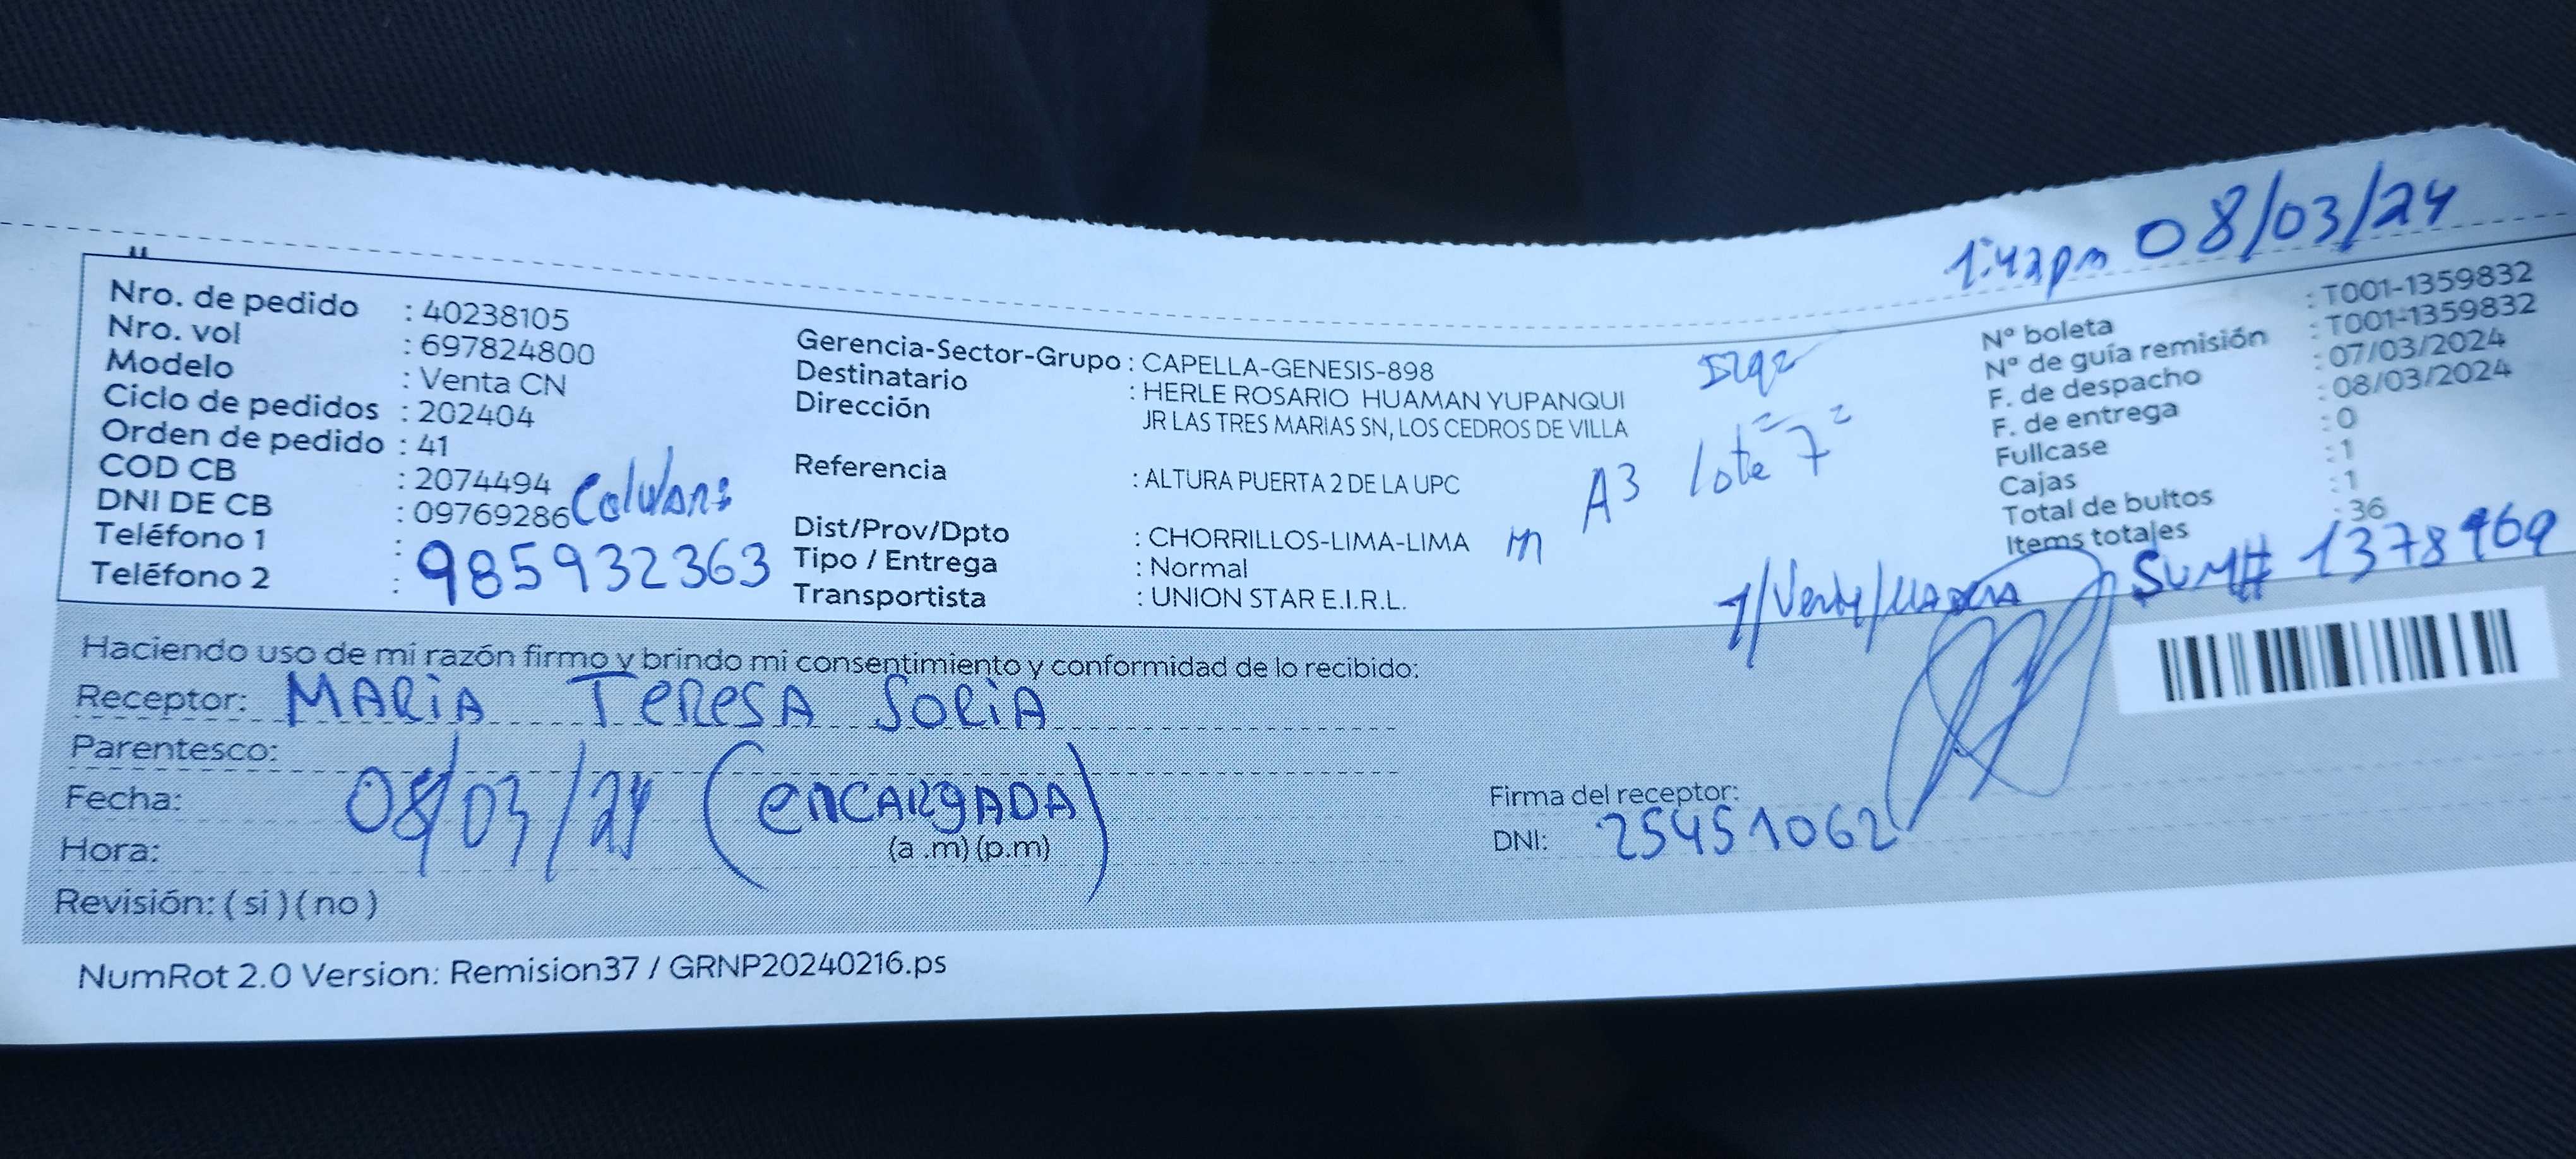 1:42pm 08/03/24
Nro. de pedido : 40238105
Nro. vol : 697824800
Modelo : Venta CN
Ciclo de pedidos : 202404
Orden de pedido : 41
COD CB : 2074494
DNI DE CB : 09769286
Teléfono 1 :
Teléfono 2 : 985932363
Gerencia-Sector-Grupo : CAPELLA-GENESIS-898
Destinatario : HERLE ROSARIO HUAMAN YUPANQUI
Dirección JR LAS TRES MARIAS SN, LOS CEDROS DE VILLA
A3 lote 7
Referencia : ALTURA PUERTA 2 DE LA UPC
Dist/Prov/Dpto : CHORRILLOS-LIMA-LIMA
Tipo / Entrega : Normal
Transportista : UNION STAR E.I.R.L.
N° boleta : T001-1359832
N° de guía remisión : T001-1359832
F. de despacho : 07/03/2024
F. de entrega : 08/03/2024
Fullcase : 0
Cajas : 1
Total de bultos : 1
Items totales : 36
SUM# 1378969
Haciendo uso de mi razón firmo y brindo mi consentimiento y conformidad de lo recibido:
Receptor: MARIA TERESA SORIA
Parentesco:
Fecha: 08/03/24 (ENCARGADA)
Hora: (a .m) (p.m)
Revisión: ( si ) ( no )
Firma del receptor:
DNI: 25451062
NumRot 2.0 Version: Remision37 / GRNP20240216.ps